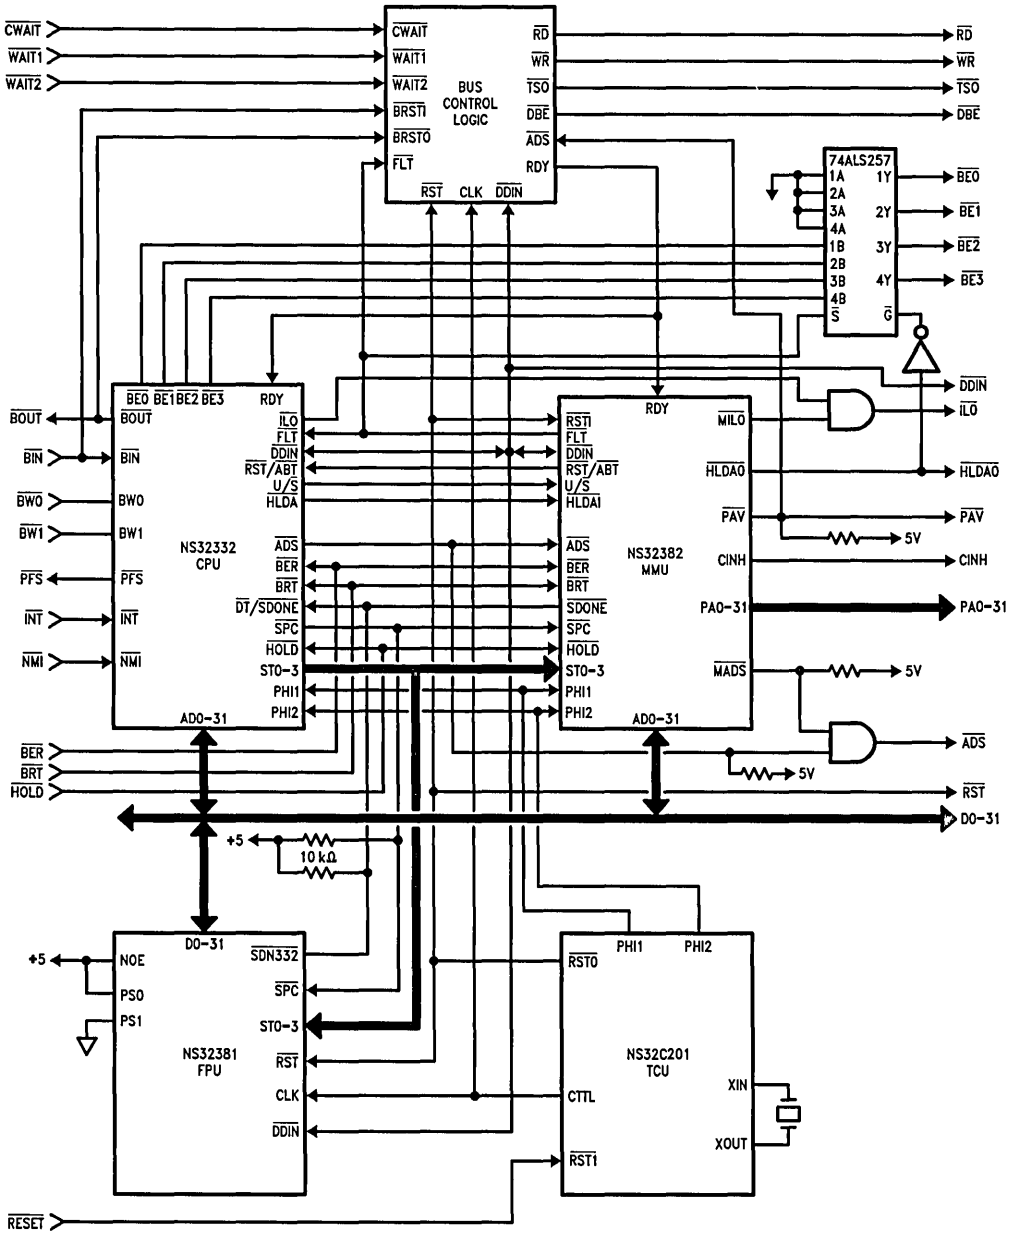 CWAIT
WAIT1
WAIT2
CWAIT
WAIT1
WAIT2
BRSTI
BRSTO
FLT
BUS
CONTROL
LOGIC
RD
WR
TSO
DBE
ADS
RDY
RST CLK DDIN
RD
WR
TSO
DBE
74ALS257
1A
2A
3A
4A
1B
2B
3B
4B
S
1Y
2Y
3Y
4Y
G
BE0
BE1
BE2
BE3
BOUT
BIN
BW0
BW1
PFS
INT
NMI
BE0 BE1 BE2 BE3
RDY
BOUT
BIN
BW0
BW1
PFS
INT
NMI
NS32332
CPU
ILO
FLT
DDIN
RST/ABT
U/S
HLDA
ADS
BER
BRT
DT/SDONE
SPC
HOLD
ST0-3
PHI1
PHI2
AD0-31
RDY
RSTI
FLT
DDIN
RST/ABT
U/S
HLDAI
ADS
BER
BRT
SDONE
SPC
HOLD
ST0-3
PHI1
PHI2
NS32382
MMU
MILO
HLDAO
PAV
CINH
PA0-31
MADS
AD0-31
DDIN
ILO
HLDAO
PAV
5V
CINH
PA0-31
5V
ADS
5V
RST
D0-31
BER
BRT
HOLD
+5
10 kΩ
D0-31
+5
NOE
PS0
PS1
SDN332
SPC
ST0-3
RST
CLK
DDIN
NS32381
FPU
PHI1
PHI2
RSTO
CTTL
RST1
NS32C201
TCU
XIN
XOUT
RESET